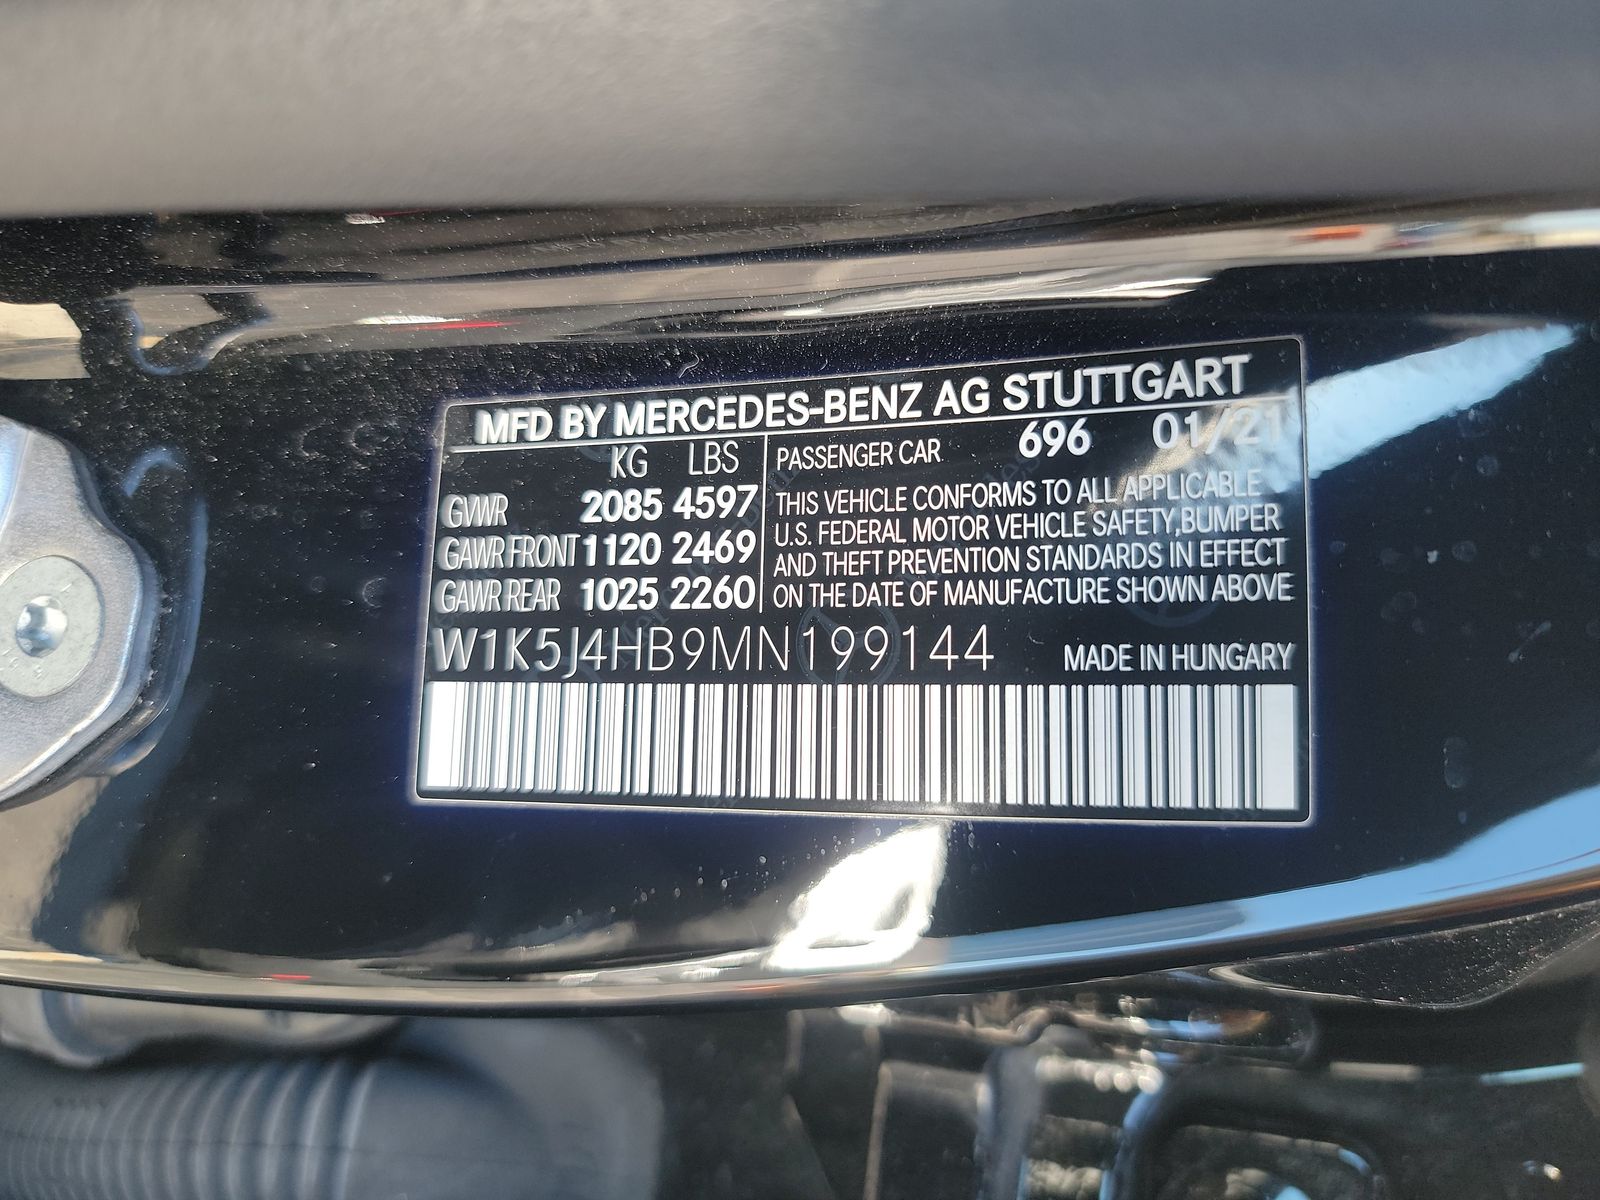 MFD BY MERCEDES-BENZ AG STUTTGART
KG LBS
GVWR 2085 4597
GAWR FRONT 1120 2469
GAWR REAR 1025 2260
PASSENGER CAR 696 01/21
THIS VEHICLE CONFORMS TO ALL APPLICABLE
U.S. FEDERAL MOTOR VEHICLE SAFETY,BUMPER
AND THEFT PREVENTION STANDARDS IN EFFECT
ON THE DATE OF MANUFACTURE SHOWN ABOVE
W1K5J4HB9MN199144
MADE IN HUNGARY